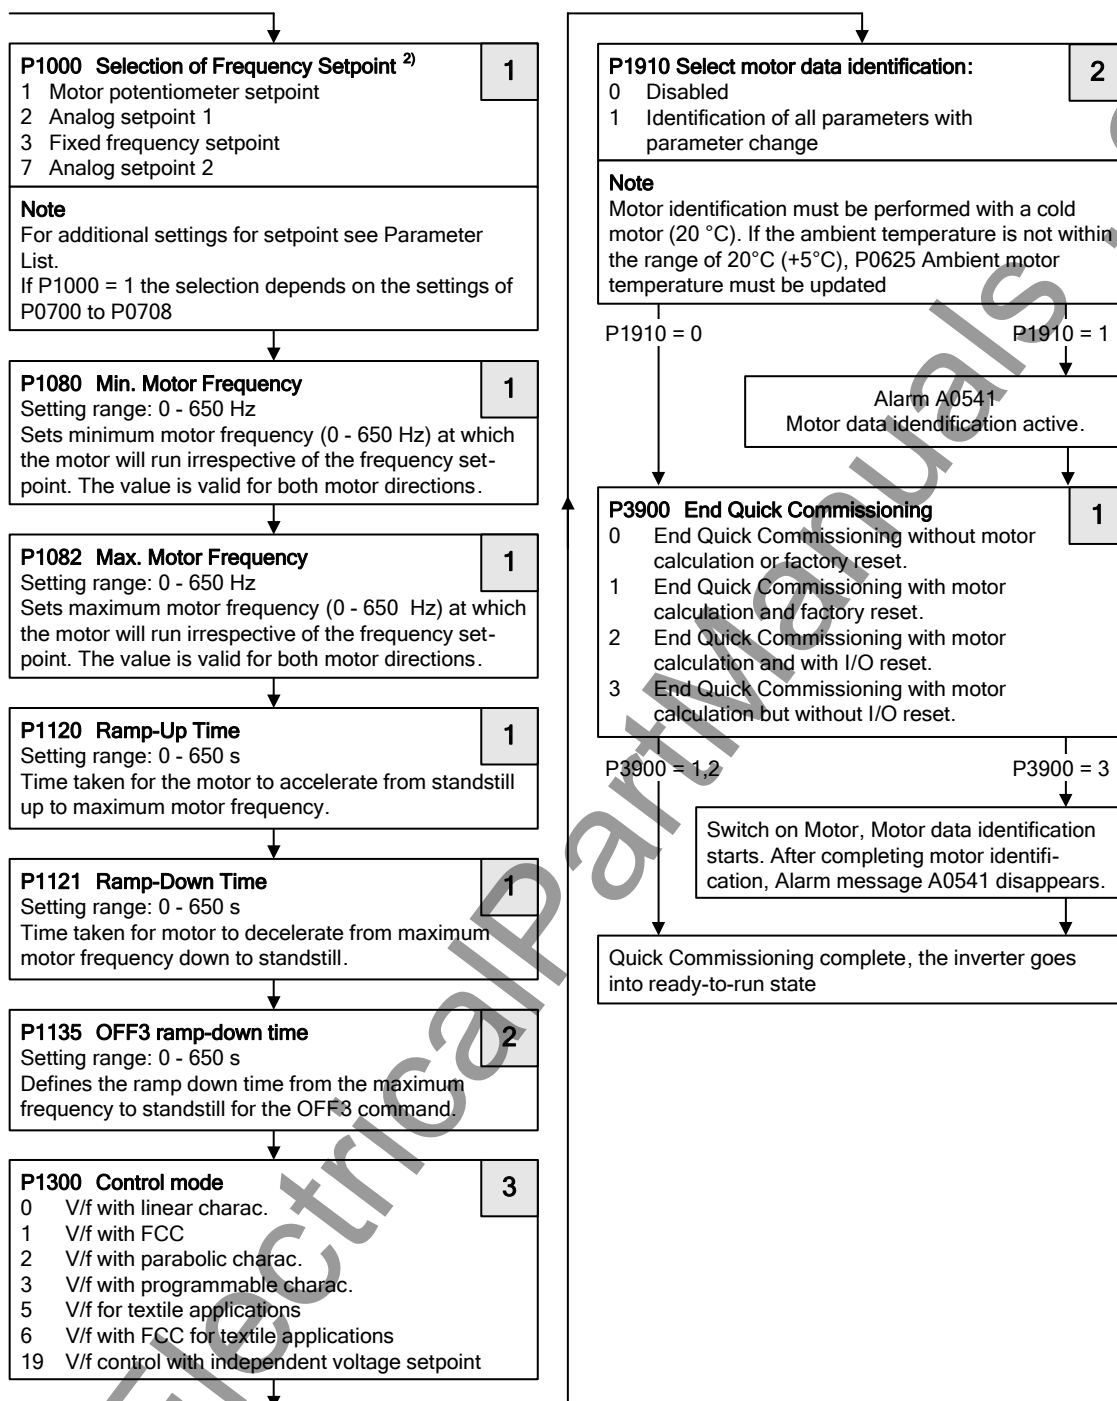 P1000 Selection of Frequency Setpoint 2)
1
1 Motor potentiometer setpoint
2 Analog setpoint 1
3 Fixed frequency setpoint
7 Analog setpoint 2
Note
For additional settings for setpoint see Parameter
List.
If P1000 = 1 the selection depends on the settings of
P0700 to P0708
P1080 Min. Motor Frequency
1
Setting range: 0 - 650 Hz
Sets minimum motor frequency (0 - 650 Hz) at which
the motor will run irrespective of the frequency set-
point. The value is valid for both motor directions.
P1082 Max. Motor Frequency
1
Setting range: 0 - 650 Hz
Sets maximum motor frequency (0 - 650 Hz) at which
the motor will run irrespective of the frequency set-
point. The value is valid for both motor directions.
P1120 Ramp-Up Time
1
Setting range: 0 - 650 s
Time taken for the motor to accelerate from standstill
up to maximum motor frequency.
P1121 Ramp-Down Time
1
Setting range: 0 - 650 s
Time taken for motor to decelerate from maximum
motor frequency down to standstill.
P1135 OFF3 ramp-down time
2
Setting range: 0 - 650 s
Defines the ramp down time from the maximum
frequency to standstill for the OFF3 command.
P1300 Control mode
3
0 V/f with linear charac.
1 V/f with FCC
2 V/f with parabolic charac.
3 V/f with programmable charac.
5 V/f for textile applications
6 V/f with FCC for textile applications
19 V/f control with independent voltage setpoint
P1910 Select motor data identification:
2
0 Disabled
1 Identification of all parameters with
parameter change
Note
Motor identification must be performed with a cold
motor (20 °C). If the ambient temperature is not within
the range of 20°C (+5°C), P0625 Ambient motor
temperature must be updated
P1910 = 0
P1910 = 1
Alarm A0541
Motor data idendification active.
P3900 End Quick Commissioning
1
0 End Quick Commissioning without motor
calculation or factory reset.
1 End Quick Commissioning with motor
calculation and factory reset.
2 End Quick Commissioning with motor
calculation and with I/O reset.
3 End Quick Commissioning with motor
calculation but without I/O reset.
P3900 = 1,2
P3900 = 3
Switch on Motor, Motor data identification
starts. After completing motor identifi-
cation, Alarm message A0541 disappears.
Quick Commissioning complete, the inverter goes
into ready-to-run state
ElectricalPartManuals